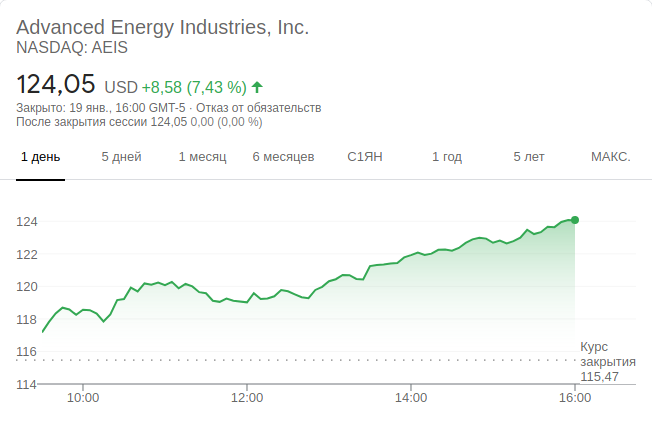 Advanced Energy Industries, Inc.
NASDAQ: AEIS
124,05 USD +8,58 (7,43 %)
Закрыто: 19 янв., 16:00 GMT-5 · Отказ от обязательств
После закрытия сессии 124,05 0,00 (0,00 %)
1 день 5 дней 1 месяц 6 месяцев С1ЯН 1 год 5 лет МАКС.
124
122
120
118
116
114
Курс
закрытия
115,47
10:00 12:00 14:00 16:00